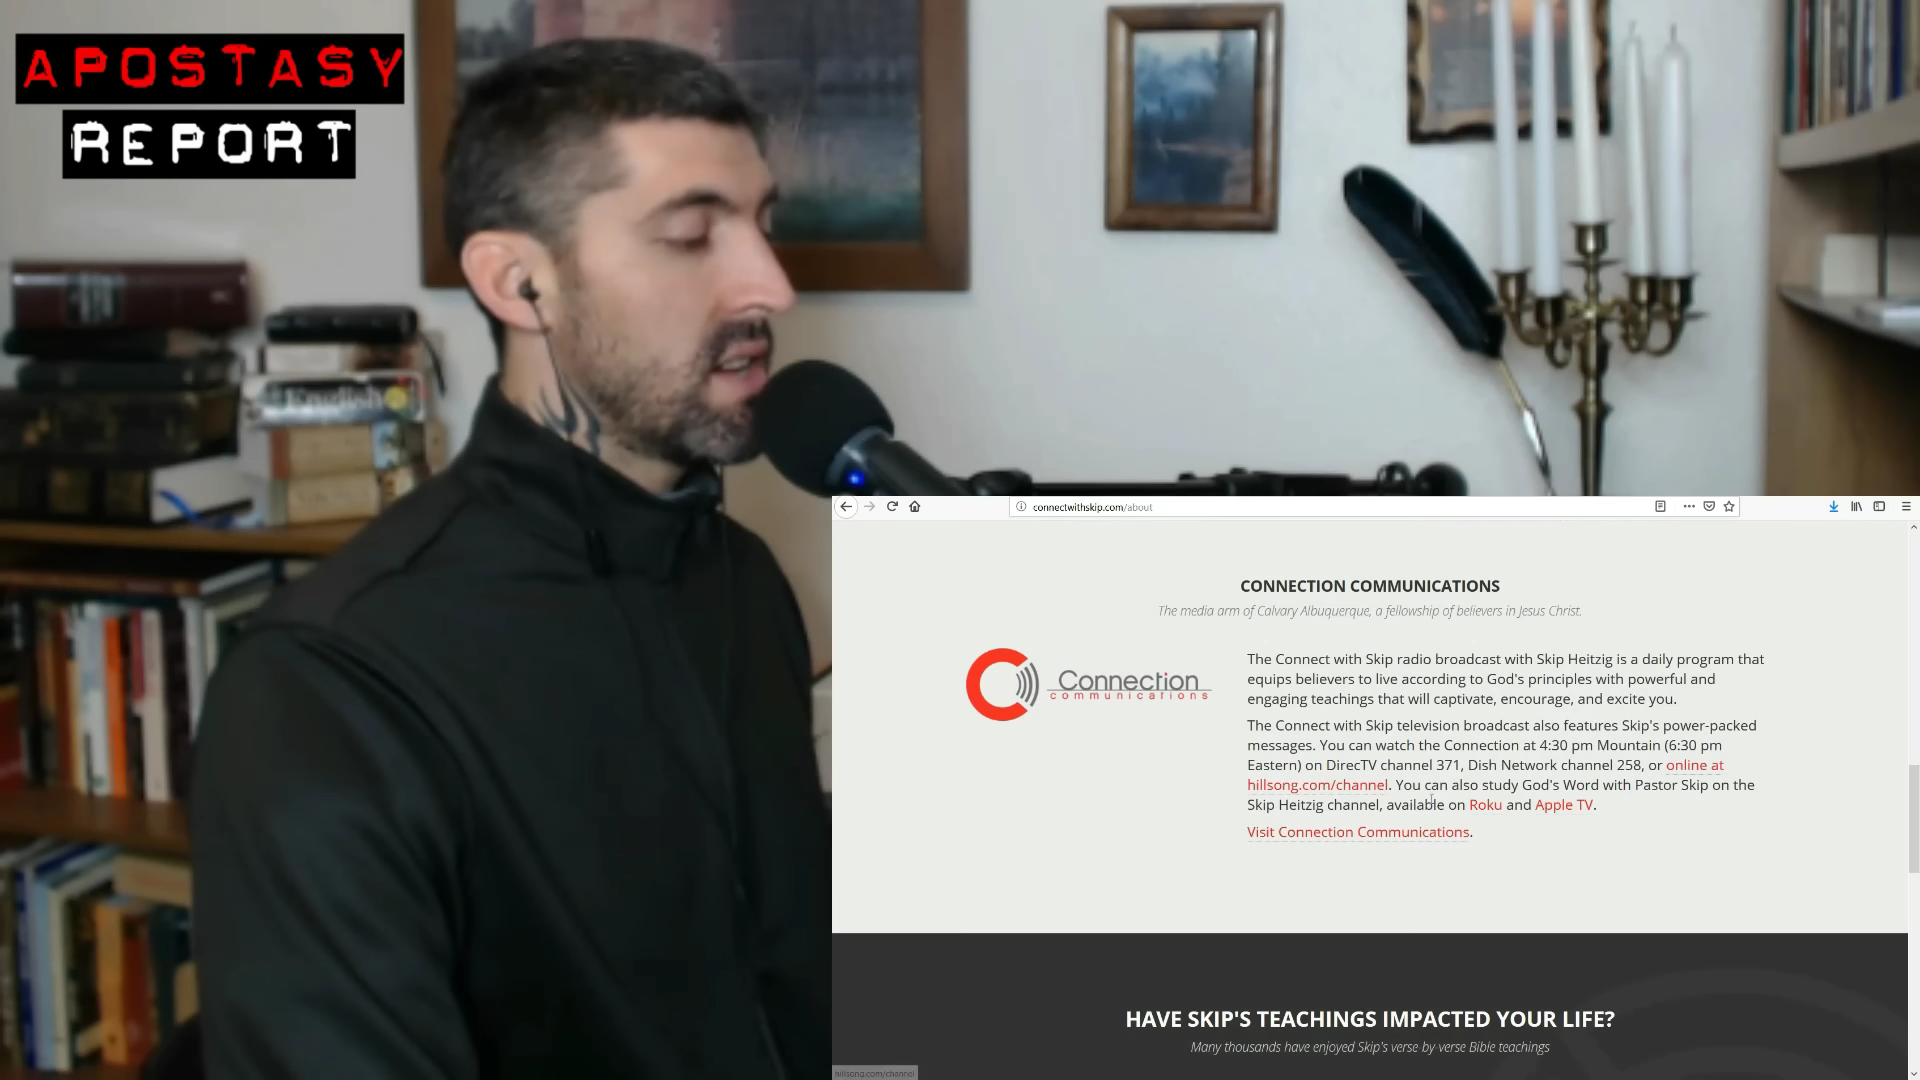 APOSTASY
REPORT
English
connectwithskip.com/about
CONNECTION COMMUNICATIONS
The media arm of Calvary Albuquerque, a fellowship of believers in Jesus Christ.
Connection
communications
The Connect with Skip radio broadcast with Skip Heitzig is a daily program that
equips believers to live according to God's principles with powerful and
engaging teachings that will captivate, encourage, and excite you.
The Connect with Skip television broadcast also features Skip's power-packed
messages. You can watch the Connection at 4:30 pm Mountain (6:30 pm
Eastern) on DirecTV channel 371, Dish Network channel 258, or online at
hillsong.com/channel. You can also study God's Word with Pastor Skip on the
Skip Heitzig channel, available on Roku and Apple TV.
Visit Connection Communications.
HAVE SKIP'S TEACHINGS IMPACTED YOUR LIFE?
Many thousands have enjoyed Skip's verse-by-verse Bible teachings
hillsong.com/channel